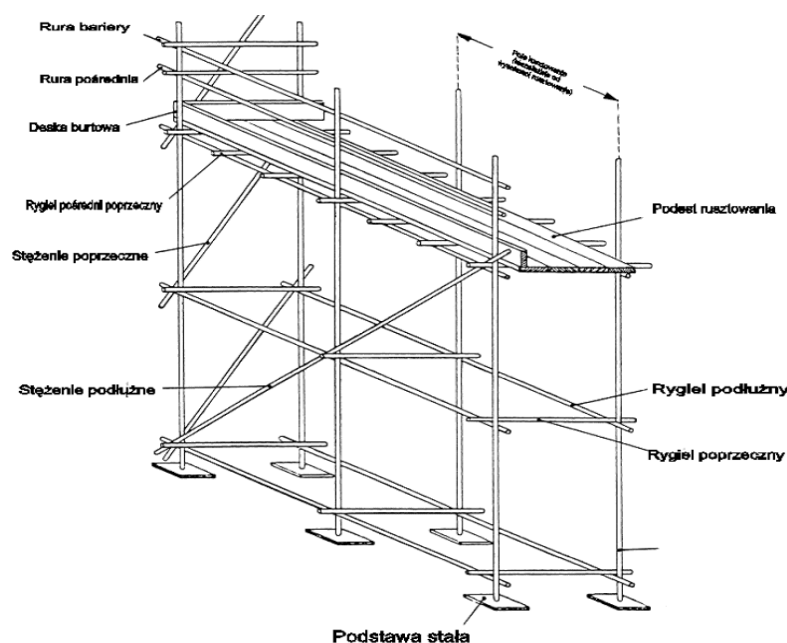 Rura bariery
Rura pośrednia
Deska burtowa
Rygiel pośredni poprzeczny
Stężenie poprzeczne
Stężenie podłużne
Podest rusztowania
Rygiel podłużny
Rygiel poprzeczny
Podstawa stała